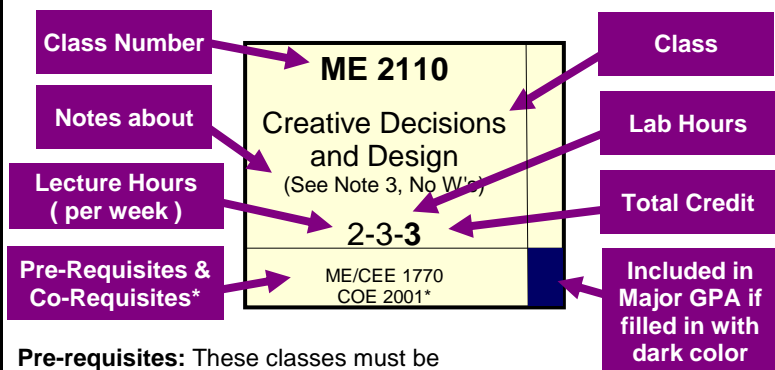 Class Number
Class
ME 2110
Notes about
Creative Decisions
and Design
Lab Hours
(See Note 3, No W's)
Lecture Hours
( per week )
Total Credit
2-3-3
Pre-Requisites &
Co-Requisites*
ME/CEE 1770
COE 2001*
Included in
Major GPA if
filled in with
dark color
Pre-requisites: These classes must be